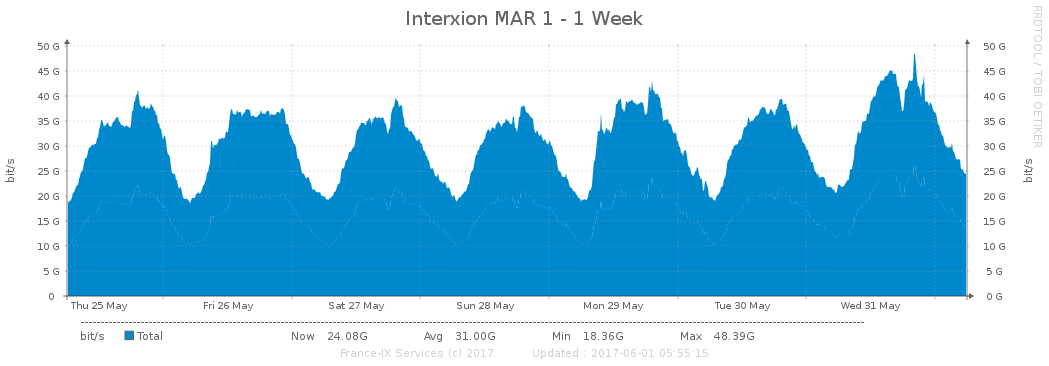 Interxion MAR 1 - 1 Week
RRDTOOL / TOBI OETIKER
bit/s
50 G 50 G
45 G 45 G
40 G 40 G
35 G 35 G
30 G 30 G
25 G 25 G
20 G 20 G
15 G 15 G
10 G 10 G
5 G 5 G
0 0 G
bit/s
Thu 25 May Fri 26 May Sat 27 May Sun 28 May Mon 29 May Tue 30 May Wed 31 May
bit/s Total Now 24.08G Avg 31.00G Min 18.36G Max 48.39G
France-IX Services (c) 2017 Updated : 2017-06-01 05:55:15